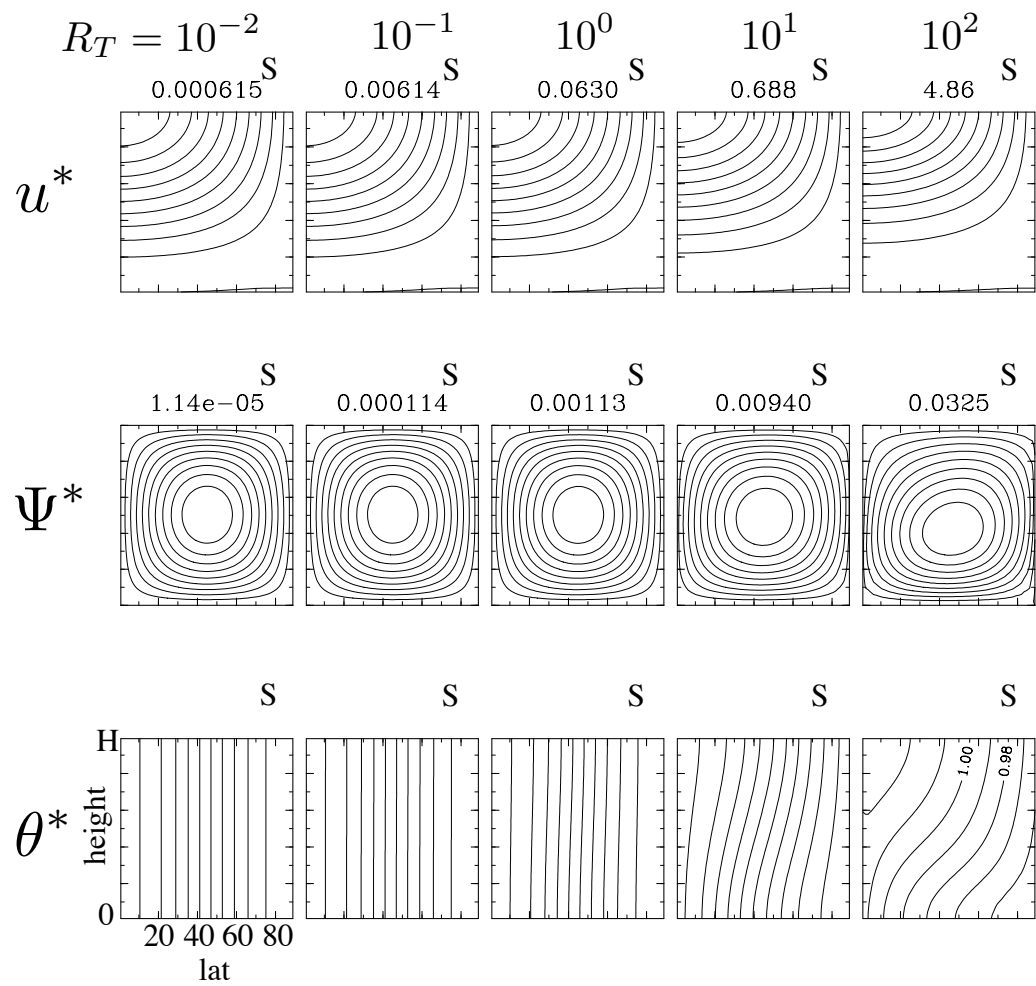 R_T = 10^{-2} 10^{-1} 10^0 10^1 10^2
S S S S S
0.000615 0.00614 0.0630 0.688 4.86
u*
S S S S S
1.14e-05 0.000114 0.00113 0.00940 0.0325
Ψ*
S S S S S
H
1.00 0.98
θ*
height
0
20 40 60 80
lat